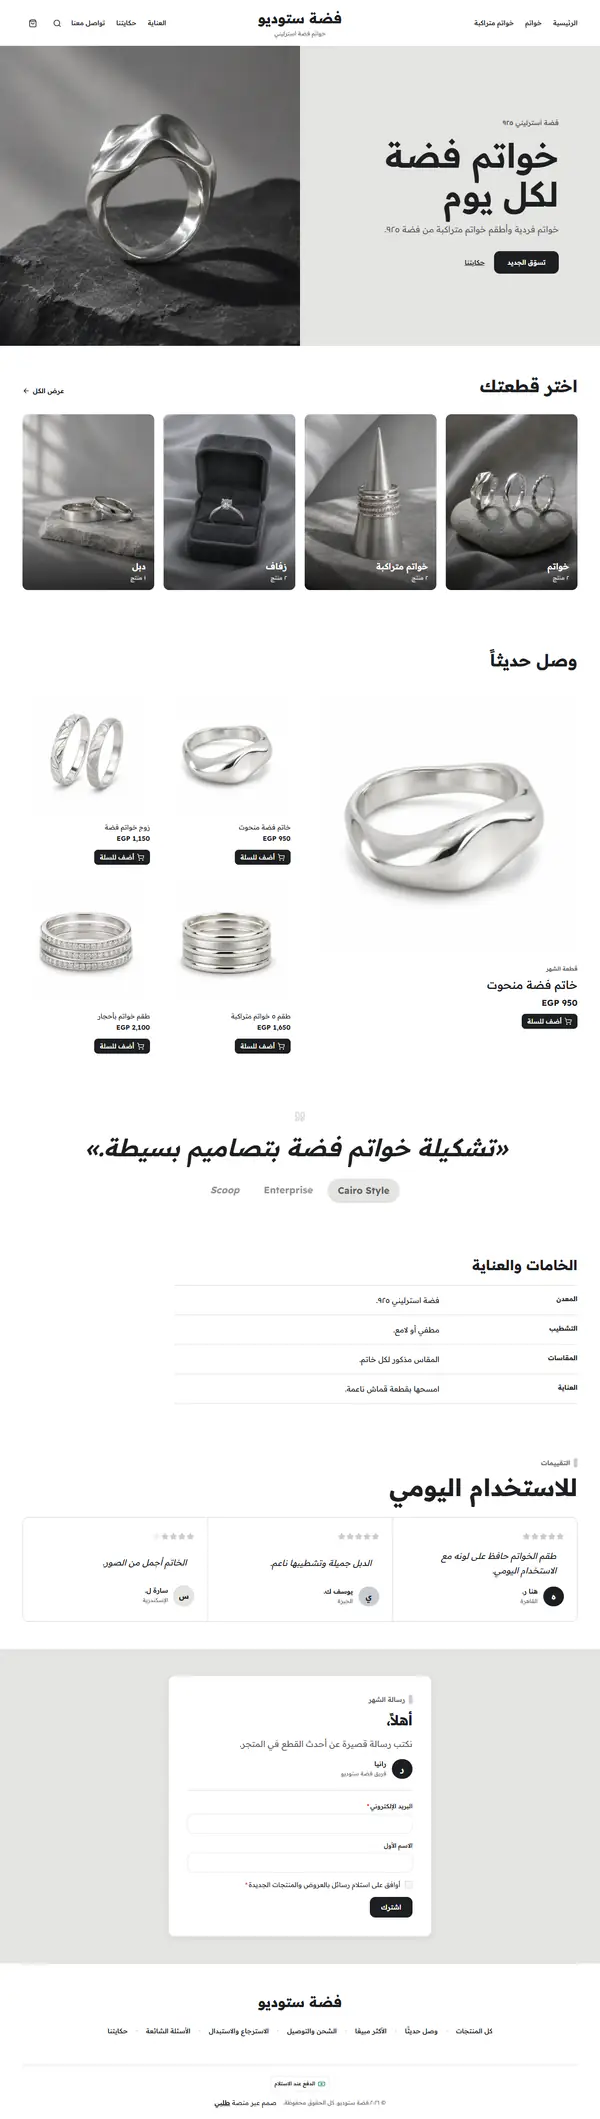 الرئيسية
خواتم
خواتم متراكبة
فضة ستوديو
خواتم فضة استرليني
العناية
حكايتنا
تواصل معنا
فضة استرليني ٩٢٥
خواتم فضة
لكل يوم
خواتم فردية وأطقم خواتم متراكبة من فضة ٩٢٥.
تسوّق الجديد
حكايتنا
اختر قطعتك
عرض الكل ←
خواتم
٢ منتج
خواتم متراكبة
٢ منتج
زفاف
٢ منتج
دبل
١ منتج
وصل حديثاً
قطعة الشهر
خاتم فضة منحوت
EGP 950
أضف للسلة
خاتم فضة منحوت
EGP 950
أضف للسلة
زوج خواتم فضة
EGP 1,150
أضف للسلة
طقم ٥ خواتم متراكبة
EGP 1,650
أضف للسلة
طقم خواتم بأحجار
EGP 2,100
أضف للسلة
«تشكيلة خواتم فضة بتصاميم بسيطة.»
Cairo Style
Enterprise
Scoop
الخامات والعناية
المعدن
فضة استرليني ٩٢٥.
التشطيب
مطفي أو لامع.
المقاسات
المقاس مذكور لكل خاتم.
العناية
امسحها بقطعة قماش ناعمة.
التقييمات
للاستخدام اليومي
طقم الخواتم حافظ على لونه مع
الاستخدام اليومي.
ه
هنا ر.
القاهرة
الدبل جميلة وتشطيبها ناعم.
ي
يوسف ك.
الجيزة
الخاتم أجمل من الصور.
س
سارة ل.
الإسكندرية
رسالة الشهر
أهلاً،
نكتب رسالة قصيرة عن أحدث القطع في المتجر.
ر
رانيا
فريق فضة ستوديو
البريد الإلكتروني *
الاسم الأول
أوافق على استلام رسائل بالعروض والمنتجات الجديدة *
اشترك
فضة ستوديو
كل المنتجات
وصل حديثًا
الأكثر مبيعًا
الشحن والتوصيل
الاسترجاع والاستبدال
الأسئلة الشائعة
حكايتنا
الدفع عند الاستلام
© ٢٠٢٦ فضة ستوديو. كل الحقوق محفوظة.
صمم عبر منصة طلبي